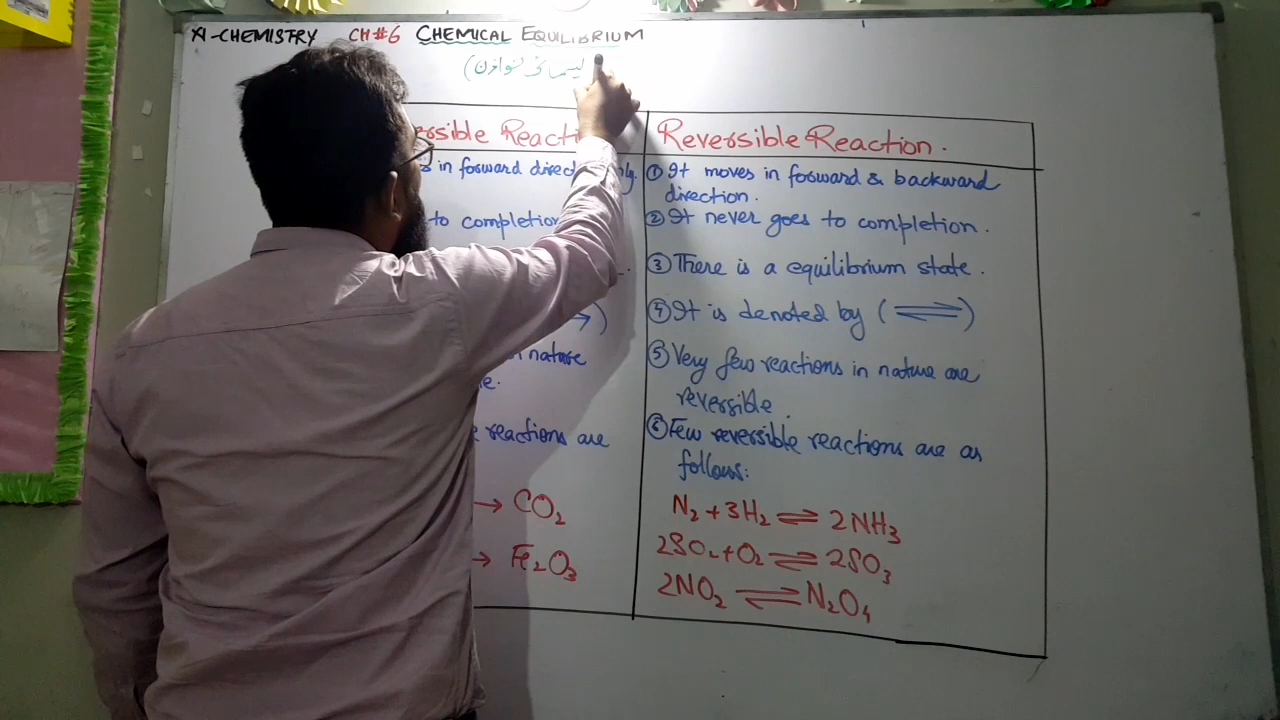 XI-CHEMISTRY CH#6 CHEMICAL EQUILIBRIUM
Reversible Reaction.
in forward
to completion
nature
reactions are
→ CO₂
→ Fe₂O₃
① It moves in forward & backward
direction.
② It never goes to completion.
③ There is a equilibrium state.
④ It is denoted by (⇌)
⑤ Very few reactions in nature are
reversible.
⑥ Few reversible reactions are as
follows:
N₂ + 3H₂ ⇌ 2NH₃
2SO₂ + O₂ ⇌ 2SO₃
2NO₂ ⇌ N₂O₄